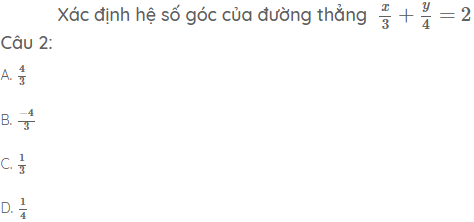 Xác định hệ số góc của đường thẳng x/3 + y/4 = 2
Câu 2:
A. 4/3
B. -4/3
C. 1/3
D. 1/4